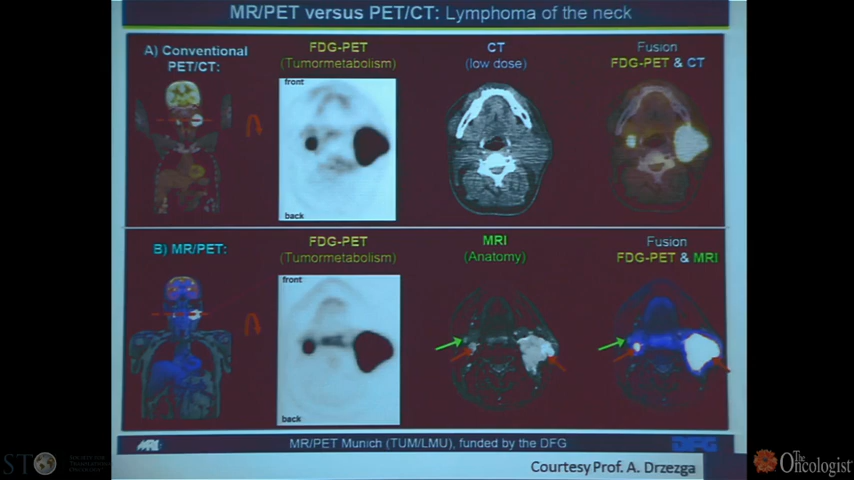 MR/PET versus PET/CT: Lymphoma of the neck
A) Conventional
PET/CT:
FDG-PET
(Tumormetabolism)
CT
(low dose)
Fusion
FDG-PET & CT
front
back
B) MR/PET:
FDG-PET
(Tumormetabolism)
MRI
(Anatomy)
Fusion
FDG-PET & MRI
front
back
MR/PET Munich (TUM/LMU), funded by the DFG
DFG
Courtesy Prof. A. Drzezga
STO
The
Oncologist